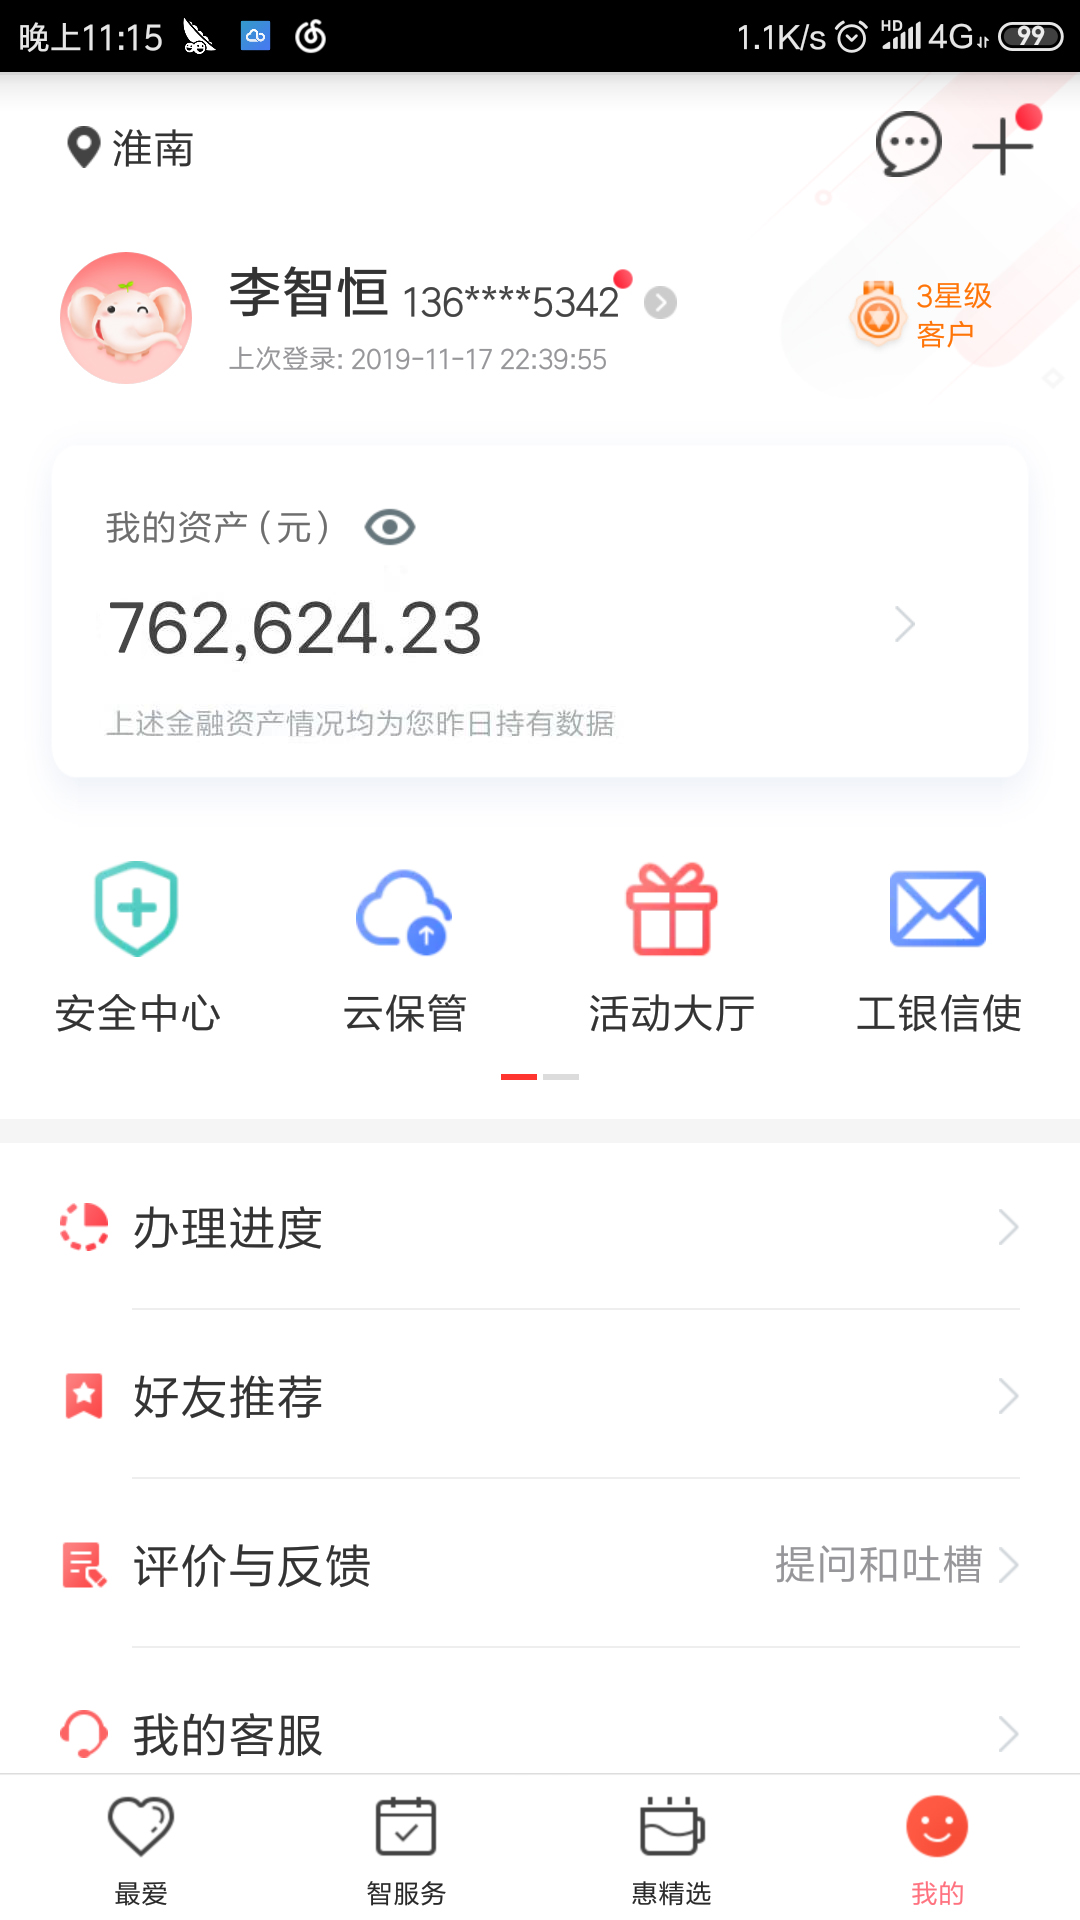 晚上11:15
1.1K/s HD 4G 99
淮南
李智恒 136****5342
上次登录: 2019-11-17 22:39:55
3星级
客户
我的资产(元)
762,624.23
上述金融资产情况均为您昨日持有数据
安全中心 云保管 活动大厅 工银信使
办理进度
好友推荐
评价与反馈 提问和吐槽
我的客服
最爱 智服务 惠精选 我的